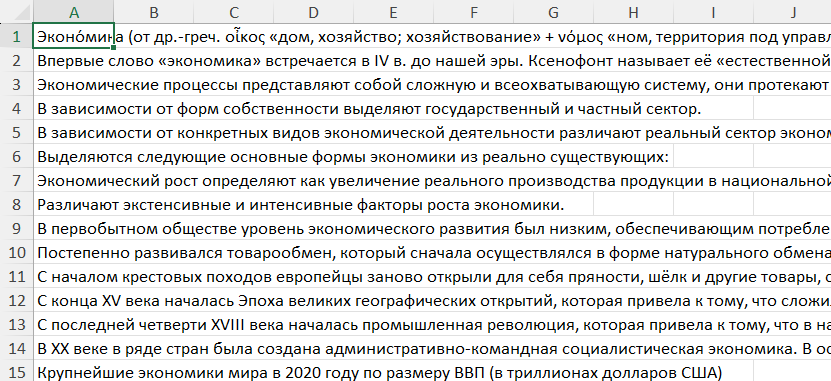 A B C D E F G H I J
1 Эконо́мика (от др.-греч. οἶκος «дом, хозяйство; хозяйствование» + νόμος «ном, территория под управл
2 Впервые слово «экономика» встречается в IV в. до нашей эры. Ксенофонт называет её «естественной
3 Экономические процессы представляют собой сложную и всеохватывающую систему, они протекают
4 В зависимости от форм собственности выделяют государственный и частный сектор.
5 В зависимости от конкретных видов экономической деятельности различают реальный сектор эконом
6 Выделяются следующие основные формы экономики из реально существующих:
7 Экономический рост определяют как увеличение реального производства продукции в национальной
8 Различают экстенсивные и интенсивные факторы роста экономики.
9 В первобытном обществе уровень экономического развития был низким, обеспечивающим потребле
10 Постепенно развивался товарообмен, который сначала осуществлялся в форме натурального обмена
11 С началом крестовых походов европейцы заново открыли для себя пряности, шёлк и другие товары,
12 С конца XV века началась Эпоха великих географических открытий, которая привела к тому, что сложи
13 С последней четверти XVIII века началась промышленная революция, которая привела к тому, что в на
14 В XX веке в ряде стран была создана административно-командная социалистическая экономика. В ос
15 Крупнейшие экономики мира в 2020 году по размеру ВВП (в триллионах долларов США)